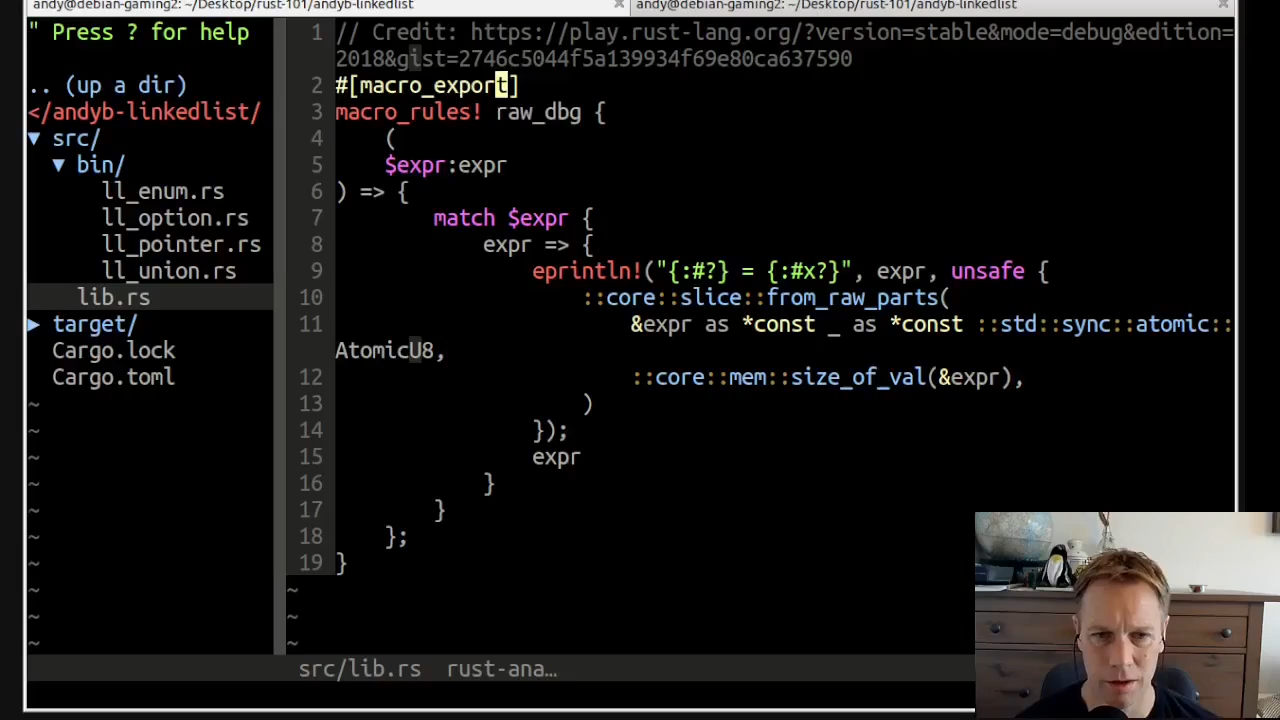 andy@debian-gaming2: ~/Desktop/rust-101/andyb-linkedlist
andy@debian-gaming2: ~/Desktop/rust-101/andyb-linkedlist
" Press ? for help
.. (up a dir)
</andyb-linkedlist/
▼ src/
▼ bin/
ll_enum.rs
ll_option.rs
ll_pointer.rs
ll_union.rs
lib.rs
▶ target/
Cargo.lock
Cargo.toml
~
~
~
~
~
~
~
~
~
~
1 // Credit: https://play.rust-lang.org/?version=stable&mode=debug&edition=
2018&gist=2746c5044f5a139934f69e80ca637590
2 #[macro_export]
3 macro_rules! raw_dbg {
4     (
5     $expr:expr
6 ) => {
7         match $expr {
8             expr => {
9                 eprintln!("{:#?} = {:#x?}", expr, unsafe {
10                     ::core::slice::from_raw_parts(
11                         &expr as *const _ as *const ::std::sync::atomic::
AtomicU8,
12                         ::core::mem::size_of_val(&expr),
13                     )
14                 });
15                 expr
16             }
17         }
18     };
19 }
~
~
~
src/lib.rs rust-ana…